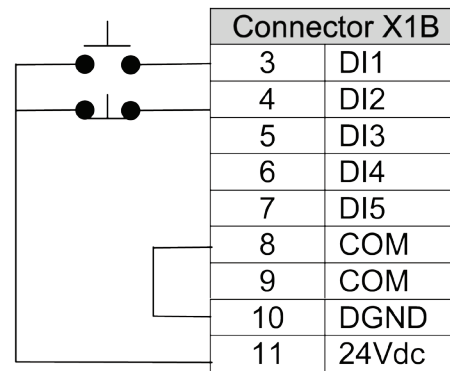 Connector X1B
3 DI1
4 DI2
5 DI3
6 DI4
7 DI5
8 COM
9 COM
10 DGND
11 24Vdc